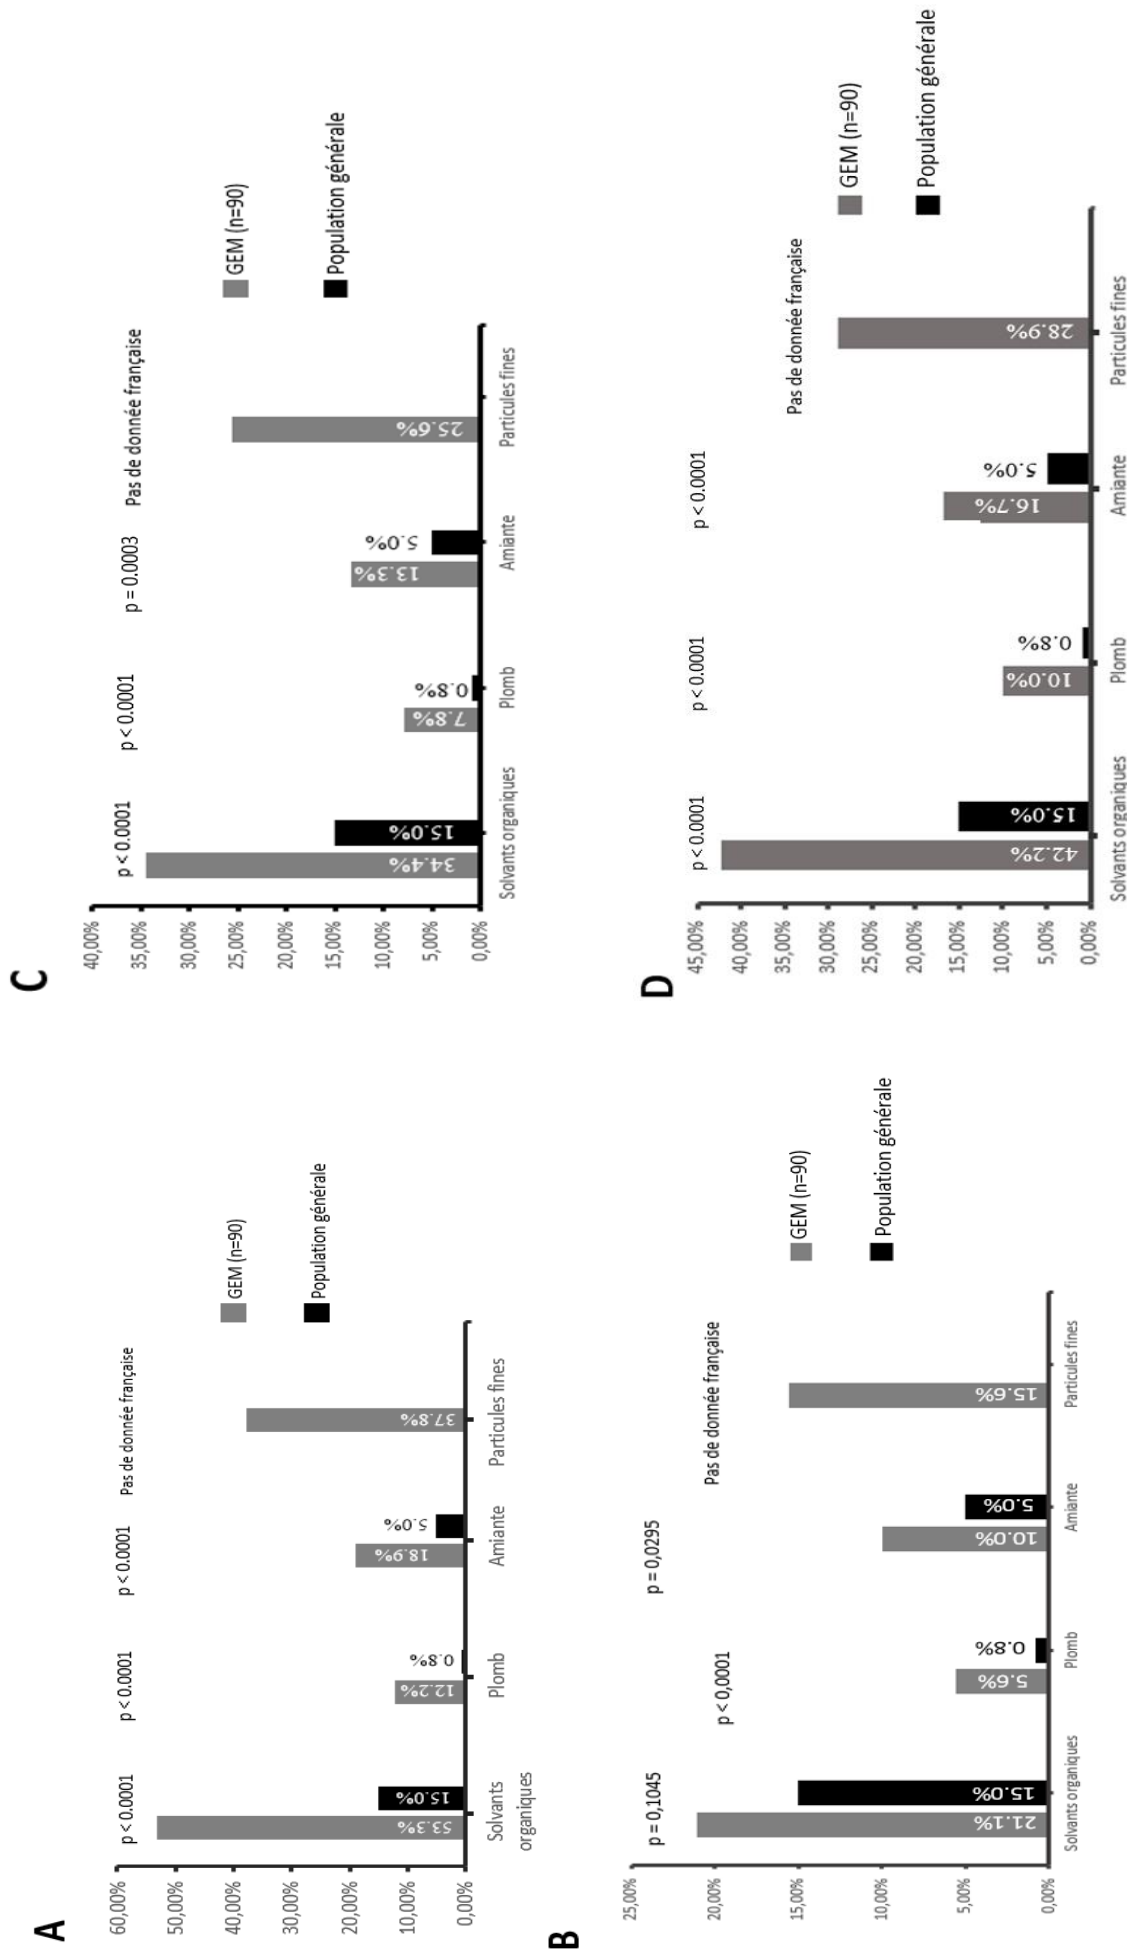 A
60,00%
50,00%
40,00%
30,00%
20,00%
10,00%
0,00%
p < 0.0001
p < 0.0001
p < 0.0001
Pas de donnée française
53.3%
15.0%
12.2%
0.8%
18.9%
5.0%
37.8%
Solvants
organiques
Plomb
Amiante
Particules fines
GEM (n=90)
Population générale
B
25,00%
20,00%
15,00%
10,00%
5,00%
0,00%
p = 0,1045
p < 0,0001
p = 0,0295
Pas de donnée française
21.1%
15.0%
5.6%
0.8%
10.0%
5.0%
15.6%
Solvants organiques
Plomb
Amiante
Particules fines
GEM (n=90)
Population générale
C
40,00%
35,00%
30,00%
25,00%
20,00%
15,00%
10,00%
5,00%
0,00%
p < 0.0001
p < 0.0001
p = 0.0003
Pas de donnée française
34.4%
15.0%
7.8%
0.8%
13.3%
5.0%
25.6%
Solvants organiques
Plomb
Amiante
Particules fines
GEM (n=90)
Population générale
D
45,00%
40,00%
35,00%
30,00%
25,00%
20,00%
15,00%
10,00%
5,00%
0,00%
p < 0.0001
p < 0.0001
p < 0.0001
Pas de donnée française
42.2%
15.0%
10.0%
0.8%
16.7%
5.0%
28.9%
Solvants organiques
Plomb
Amiante
Particules fines
GEM (n=90)
Population générale